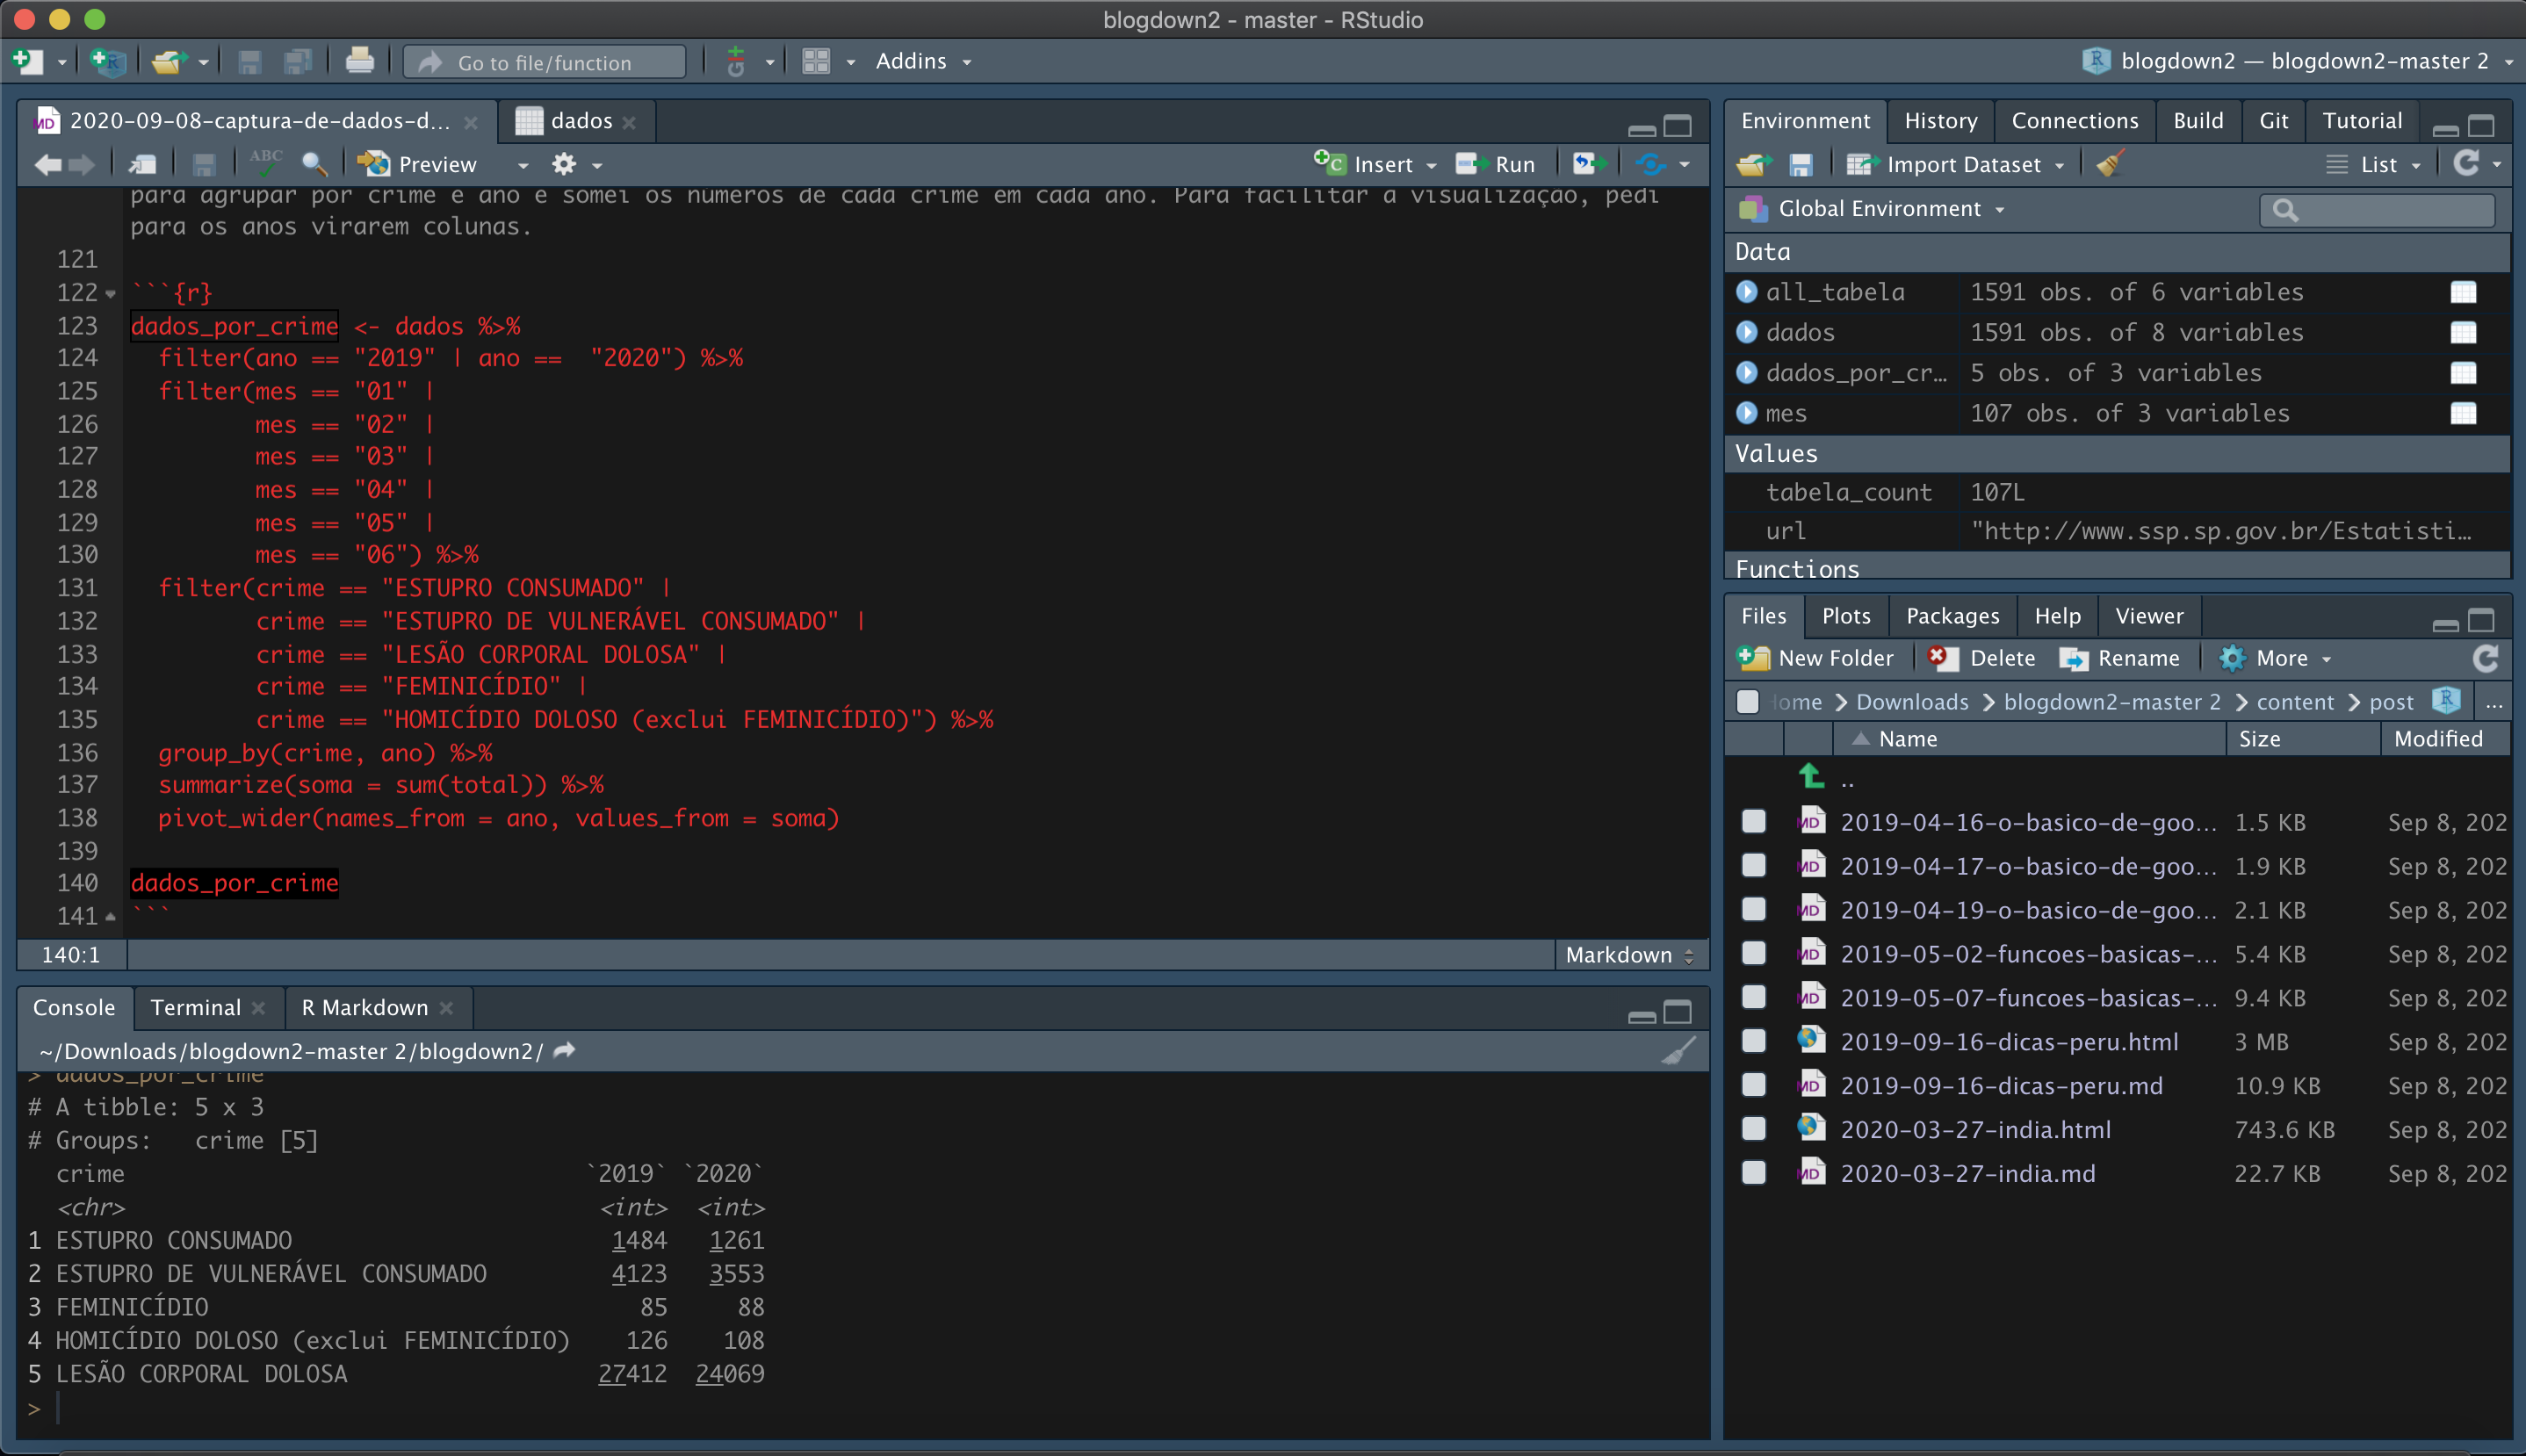 blogdown2 - master - RStudio
Go to file/function
Addins
blogdown2 — blogdown2-master 2
2020-09-08-captura-de-dados-d...
dados
ABC
Preview
Insert
Run
para agrupar por crime e ano e somei os números de cada crime em cada ano. Para facilitar a visualização, pedi
para os anos virarem colunas.
121
122 ```{r}
123 dados_por_crime <- dados %>%
124 filter(ano == "2019" | ano ==  "2020") %>%
125 filter(mes == "01" |
126 mes == "02" |
127 mes == "03" |
128 mes == "04" |
129 mes == "05" |
130 mes == "06") %>%
131 filter(crime == "ESTUPRO CONSUMADO" |
132 crime == "ESTUPRO DE VULNERÁVEL CONSUMADO" |
133 crime == "LESÃO CORPORAL DOLOSA" |
134 crime == "FEMINICÍDIO" |
135 crime == "HOMICÍDIO DOLOSO (exclui FEMINICÍDIO)") %>%
136 group_by(crime, ano) %>%
137 summarize(soma = sum(total)) %>%
138 pivot_wider(names_from = ano, values_from = soma)
139
140 dados_por_crime
141 ```
140:1
Markdown
Console
Terminal
R Markdown
~/Downloads/blogdown2-master 2/blogdown2/
> dados_por_crime
# A tibble: 5 x 3
# Groups:   crime [5]
crime `2019` `2020`
<chr> <int> <int>
1 ESTUPRO CONSUMADO 1484 1261
2 ESTUPRO DE VULNERÁVEL CONSUMADO 4123 3553
3 FEMINICÍDIO 85 88
4 HOMICÍDIO DOLOSO (exclui FEMINICÍDIO) 126 108
5 LESÃO CORPORAL DOLOSA 27412 24069
>
Environment
History
Connections
Build
Git
Tutorial
Import Dataset
List
Global Environment
Data
all_tabela 1591 obs. of 6 variables
dados 1591 obs. of 8 variables
dados_por_cr… 5 obs. of 3 variables
mes 107 obs. of 3 variables
Values
tabela_count 107L
url "http://www.ssp.sp.gov.br/Estatisti…
Functions
Files
Plots
Packages
Help
Viewer
New Folder
Delete
Rename
More
Home > Downloads > blogdown2-master 2 > content > post ...
Name Size Modified
..
2019-04-16-o-basico-de-goo... 1.5 KB Sep 8, 202
2019-04-17-o-basico-de-goo... 1.9 KB Sep 8, 202
2019-04-19-o-basico-de-goo... 2.1 KB Sep 8, 202
2019-05-02-funcoes-basicas-... 5.4 KB Sep 8, 202
2019-05-07-funcoes-basicas-... 9.4 KB Sep 8, 202
2019-09-16-dicas-peru.html 3 MB Sep 8, 202
2019-09-16-dicas-peru.md 10.9 KB Sep 8, 202
2020-03-27-india.html 743.6 KB Sep 8, 202
2020-03-27-india.md 22.7 KB Sep 8, 202